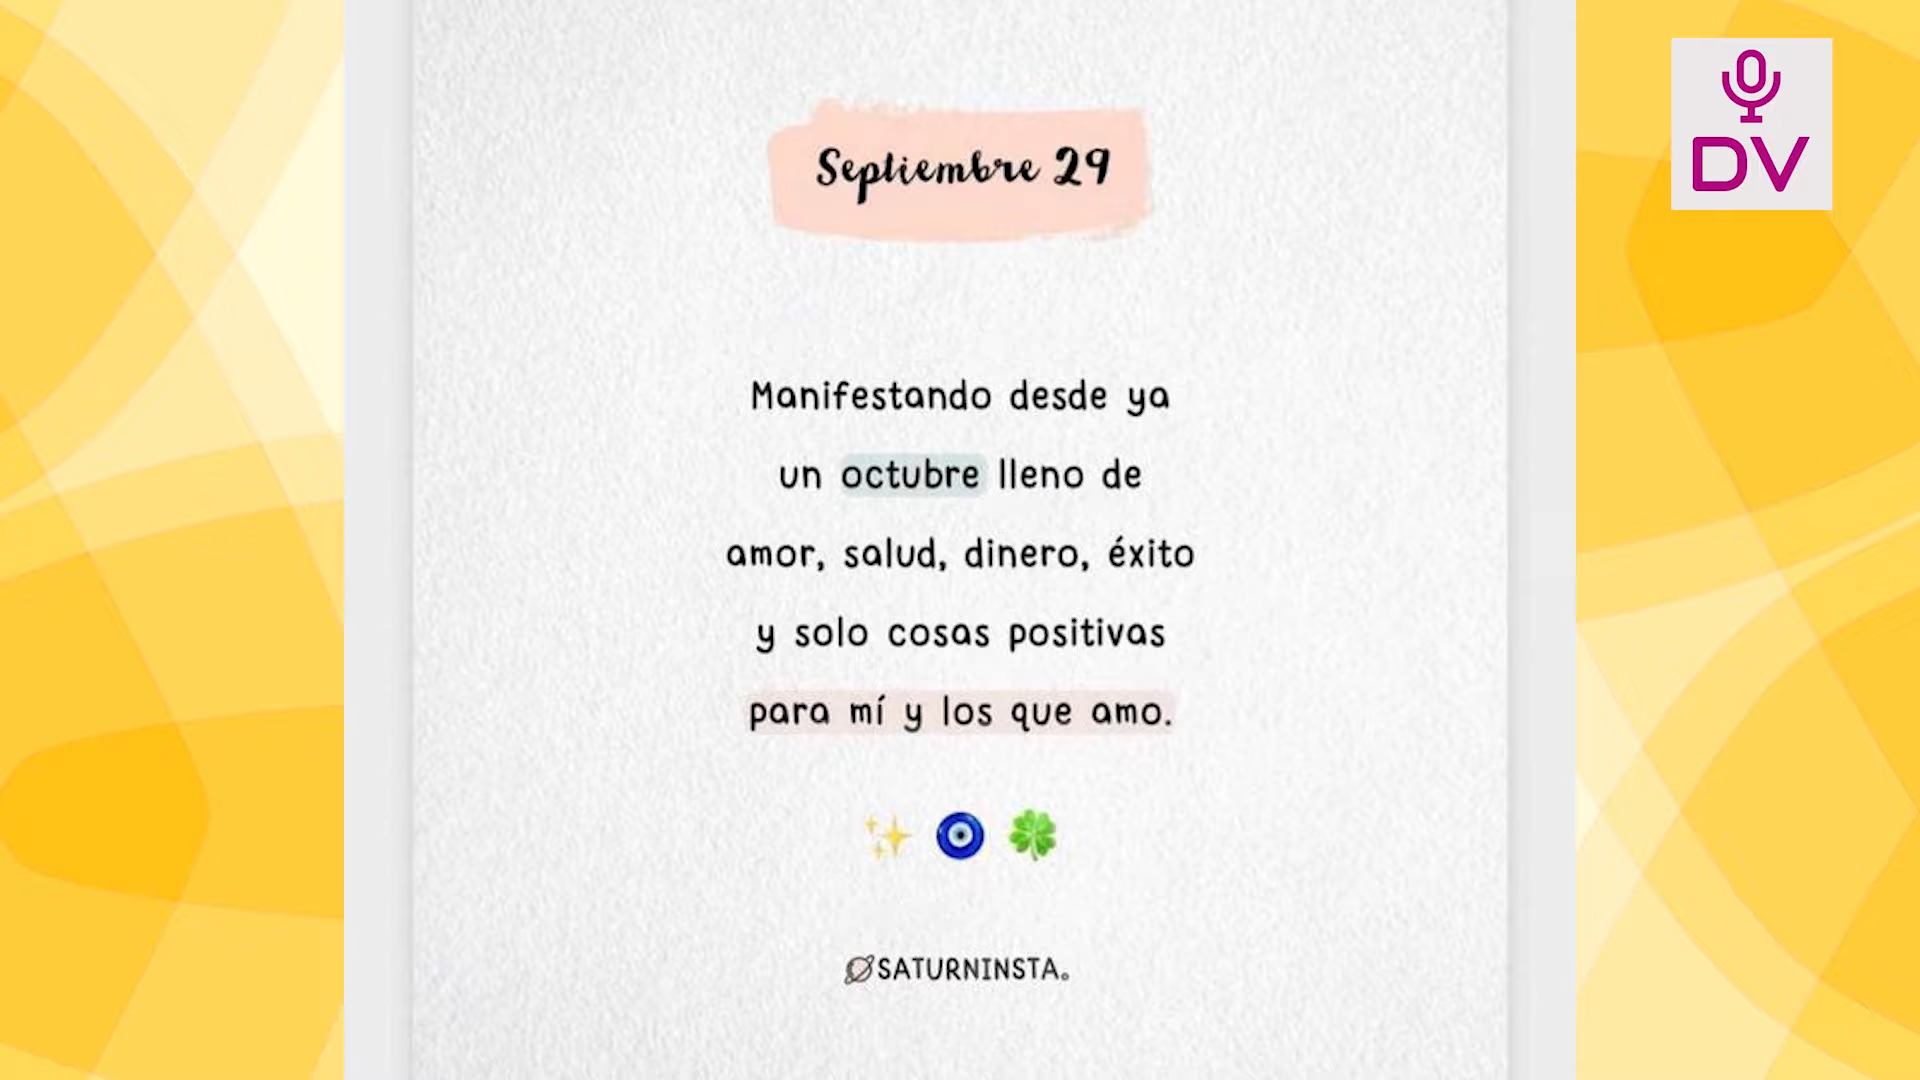 DV
Septiembre 29
Manifestando desde ya
un octubre lleno de
amor, salud, dinero, éxito
y solo cosas positivas
para mí y los que amo.
SATURNINSTA.